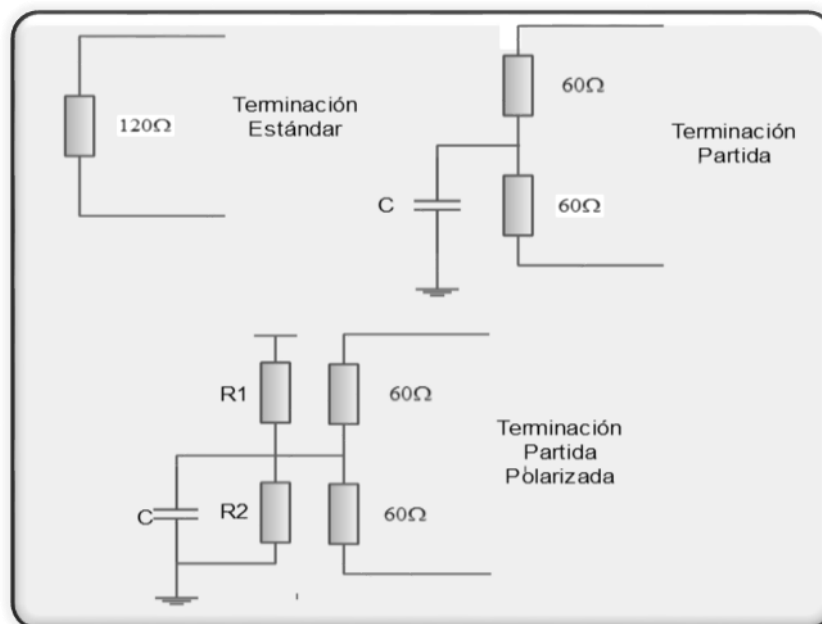 120Ω
Terminación
Estándar
60Ω
Terminación
Partida
C
60Ω
R1
60Ω
Terminación
Partida
Polarizada
C
R2
60Ω